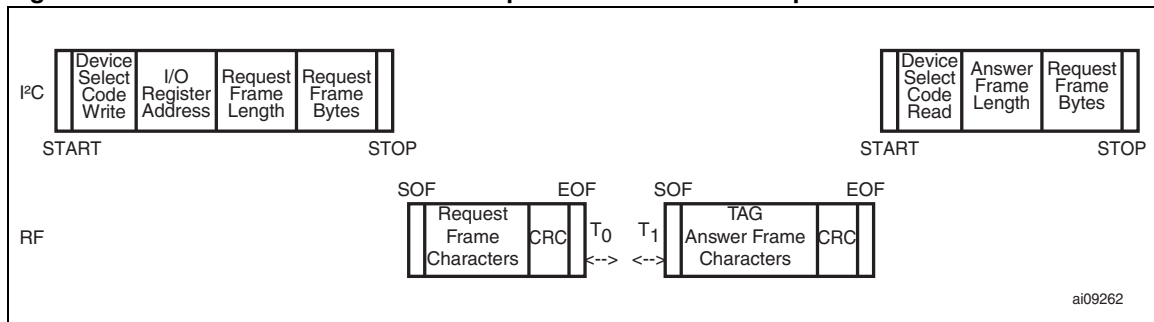 I²C
Device
Select
Code
Write
I/O
Register
Address
Request
Frame
Length
Request
Frame
Bytes
Device
Select
Code
Read
Answer
Frame
Length
Request
Frame
Bytes
START
STOP
START
STOP
RF
SOF
EOF
SOF
EOF
Request
Frame
Characters
CRC
T0
<-->
T1
<-->
TAG
Answer Frame
Characters
CRC
ai09262